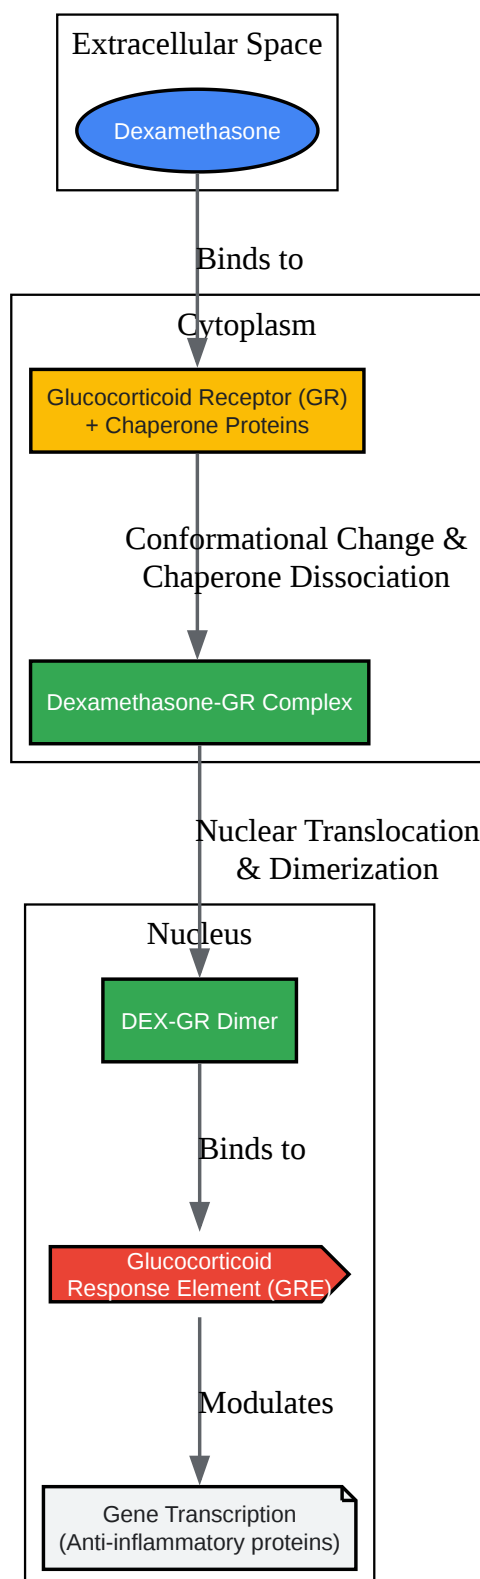 Extracellular Space
Dexamethasone
Binds to
Cytoplasm
Glucocorticoid Receptor (GR)
+ Chaperone Proteins
Conformational Change &
Chaperone Dissociation
Dexamethasone-GR Complex
Nuclear Translocation
& Dimerization
Nucleus
DEX-GR Dimer
Binds to
Glucocorticoid
Response Element (GRE)
Modulates
Gene Transcription
(Anti-inflammatory proteins)